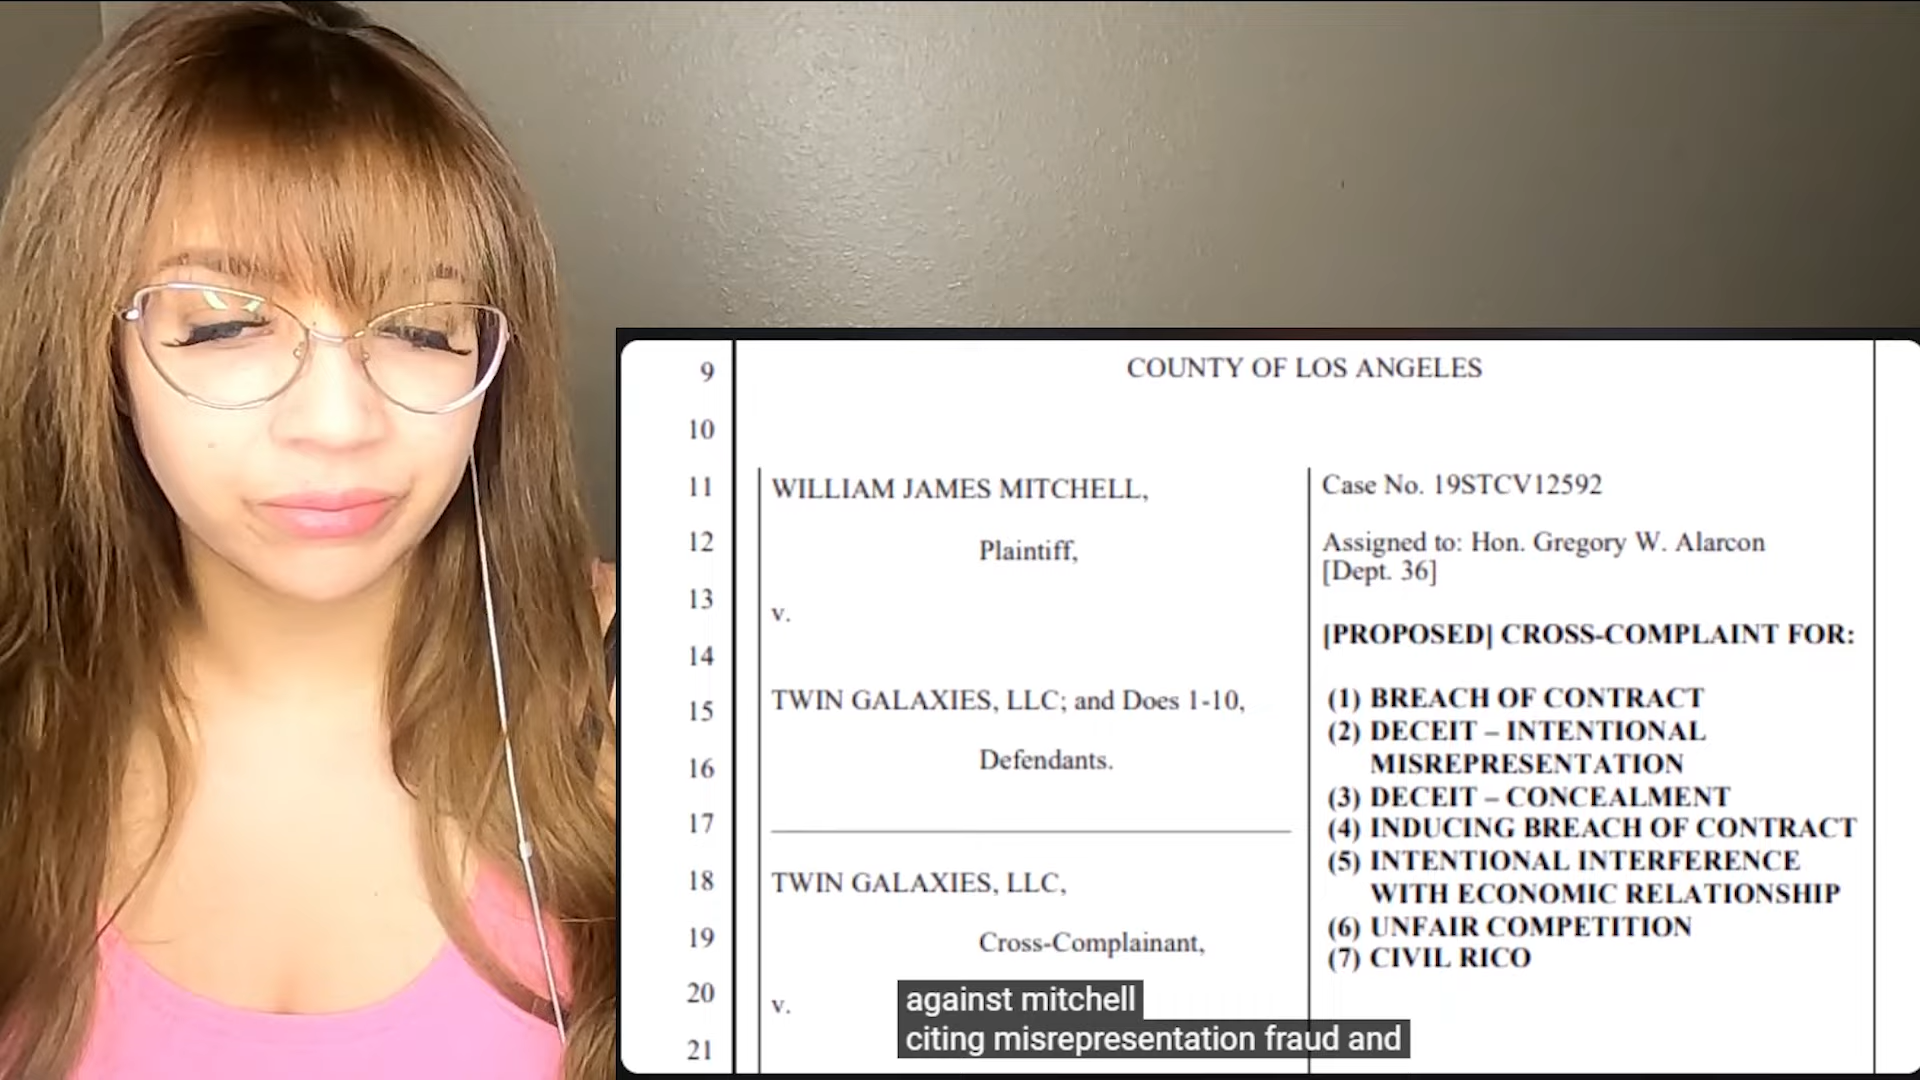 9
COUNTY OF LOS ANGELES
10
11
WILLIAM JAMES MITCHELL,
Plaintiff,
12
13
v.
14
TWIN GALAXIES, LLC; and Does 1-10,
15
Defendants.
16
17
TWIN GALAXIES, LLC,
18
Cross-Complainant,
19
20
v.
21
Case No. 19STCV12592
Assigned to: Hon. Gregory W. Alarcon
[Dept. 36]
[PROPOSED] CROSS-COMPLAINT FOR:
(1) BREACH OF CONTRACT
(2) DECEIT – INTENTIONAL
MISREPRESENTATION
(3) DECEIT – CONCEALMENT
(4) INDUCING BREACH OF CONTRACT
(5) INTENTIONAL INTERFERENCE
WITH ECONOMIC RELATIONSHIP
(6) UNFAIR COMPETITION
(7) CIVIL RICO
against mitchell
citing misrepresentation fraud and